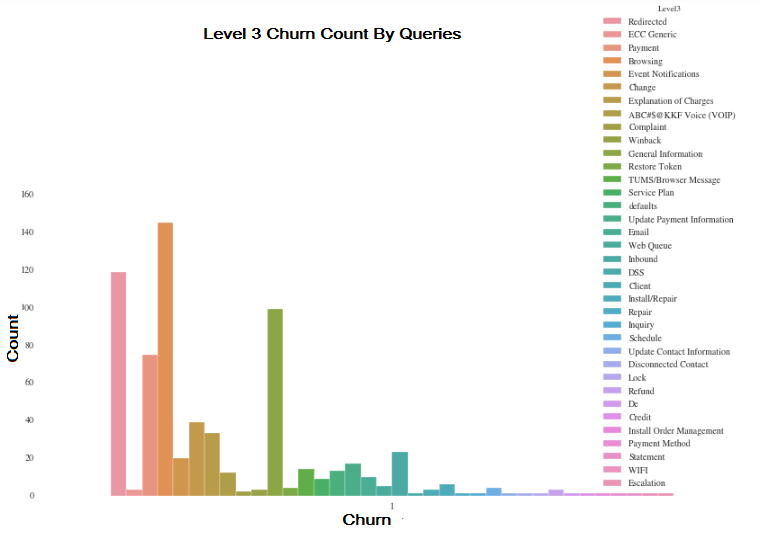 Level3
Level 3 Churn Count By Queries
Redirected
ECC Generic
Payment
Browsing
Event Notifications
Change
Explanation of Charges
ABC#$@KKF Voice (VOIP)
Complaint
Winback
General Information
Restore Token
TUMS/Browser Message
Service Plan
defaults
Update Payment Information
Email
Web Queue
Inbound
DSS
Client
Install/Repair
Repair
Inquiry
Schedule
Update Contact Information
Disconnected Contact
Lock
Refund
De
Credit
Install Order Management
Payment Method
Statement
WIFI
Escalation
160
140
120
100
80
60
40
20
0
Count
1
Churn